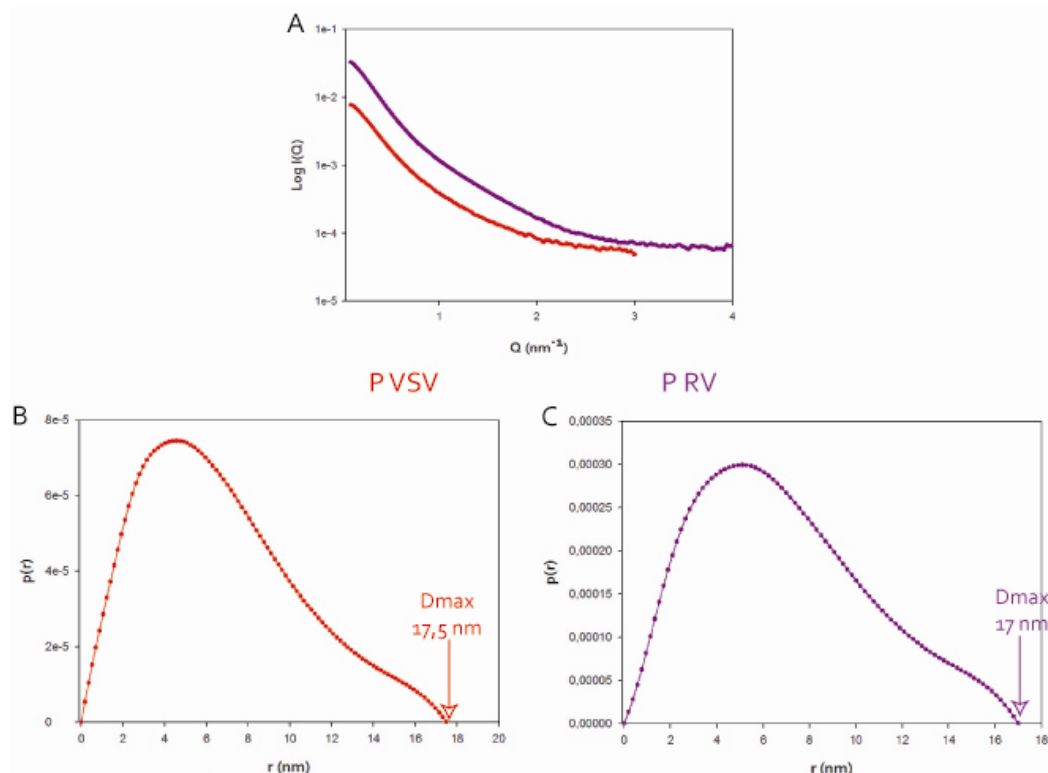 A
1e-1
1e-2
1e-3
1e-4
1e-5
Log I(Q)
1
2
3
4
Q (nm⁻¹)
P VSV
P RV
B
8e-5
6e-5
4e-5
2e-5
0
p(r)
Dmax
17,5 nm
0
2
4
6
8
10
12
14
16
18
20
r (nm)
C
0,00035
0,00030
0,00025
0,00020
0,00015
0,00010
0,00005
0,00000
p(r)
Dmax
17 nm
0
2
4
6
8
10
12
14
16
18
r (nm)